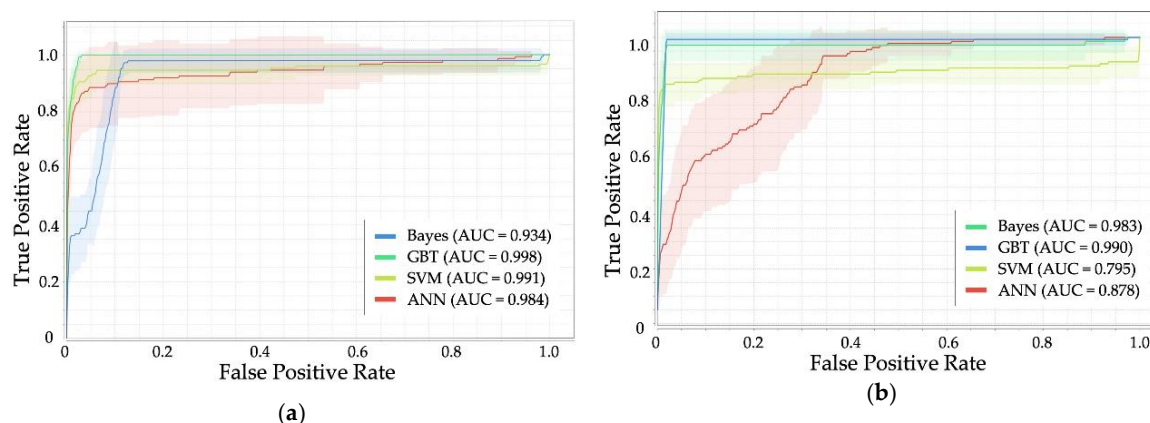 1.0
0.8
0.6
0.4
0.2
0
True Positive Rate
Bayes (AUC = 0.934)
GBT (AUC = 0.998)
SVM (AUC = 0.991)
ANN (AUC = 0.984)
0 0.2 0.4 0.6 0.8 1.0
False Positive Rate
(a)
1.0
0.8
0.6
0.4
0.2
0
True Positive Rate
Bayes (AUC = 0.983)
GBT (AUC = 0.990)
SVM (AUC = 0.795)
ANN (AUC = 0.878)
0 0.2 0.4 0.6 0.8 1.0
False Positive Rate
(b)